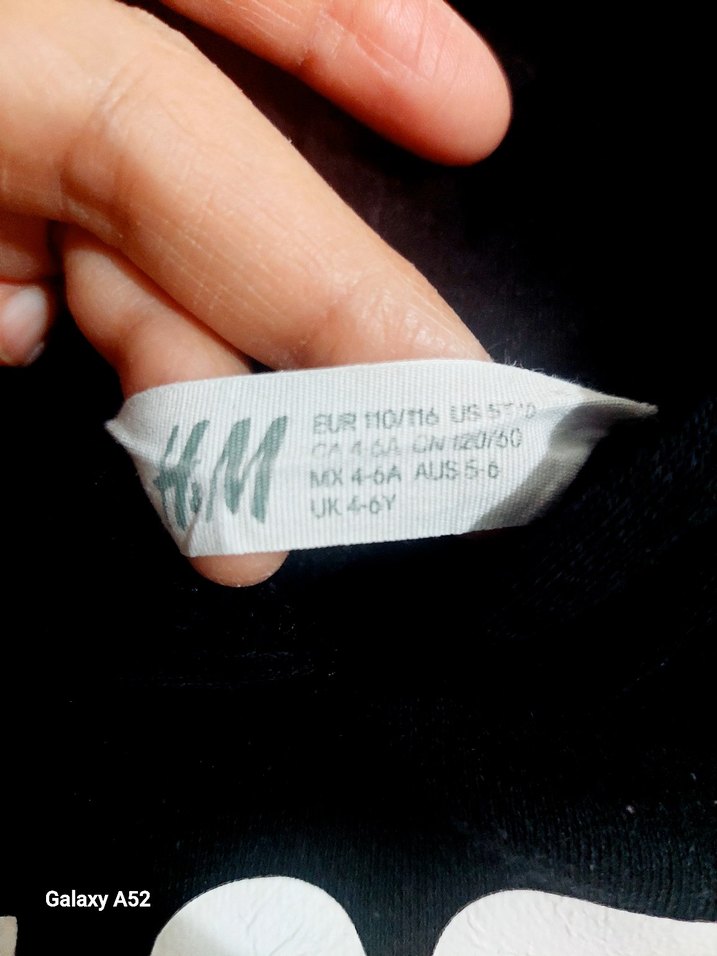 H&M
EUR 110/116 US 5T/6
CA 4-6A CN 120/60
MX 4-6A AUS 5-6
UK 4-6Y
Galaxy A52